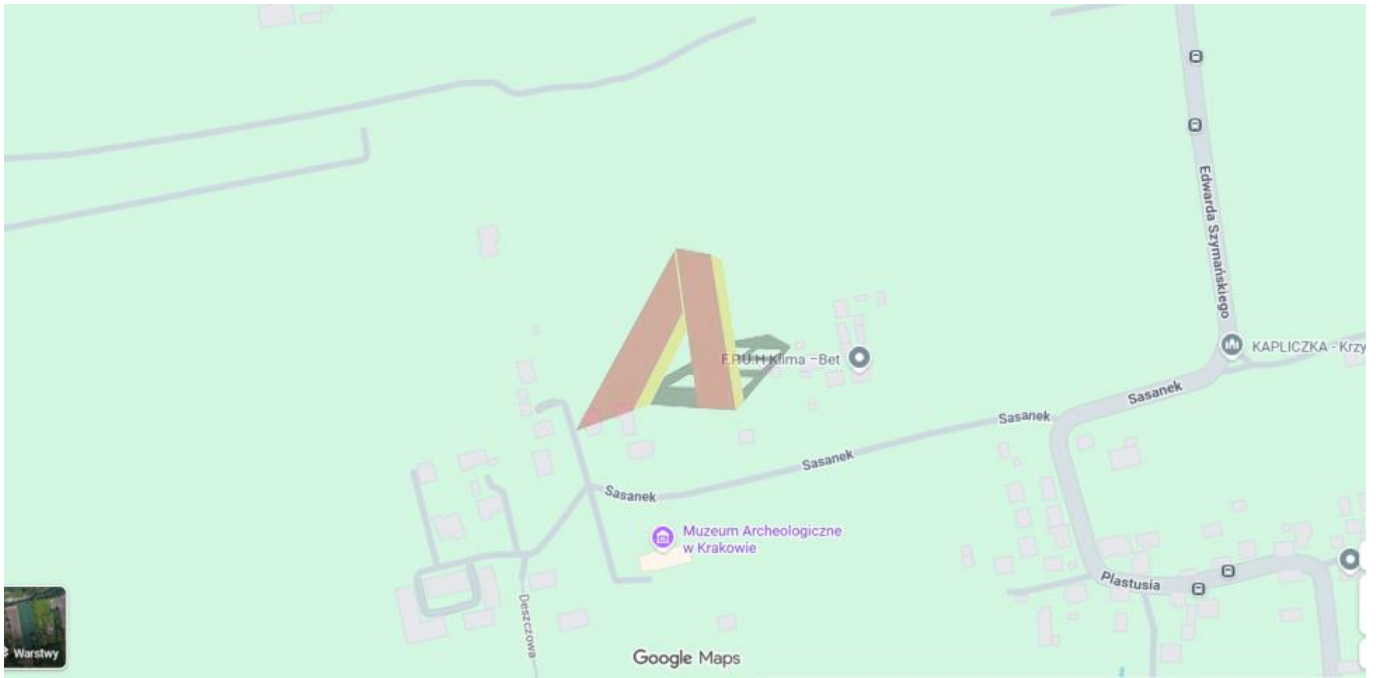 Edwarda Szymańskiego
F.P.U.H Klima –Bet
KAPLICZKA - Krzy
Sasanek
Sasanek
Sasanek
Sasanek
Muzeum Archeologiczne
w Krakowie
Plastusia
Deszczowa
Warstwy
Google Maps